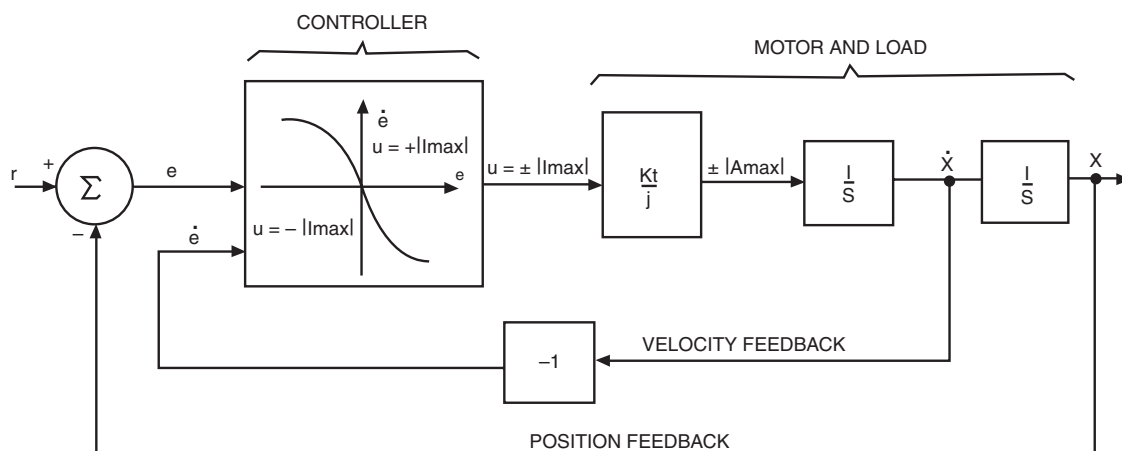 CONTROLLER
MOTOR AND LOAD
ė
u = +|Imax|
e
u = – |Imax|
r
+
Σ
–
e
ė
u = ± |Imax|
Kt
j
± |Amax|
I
S
Ẋ
I
S
X
–1
VELOCITY FEEDBACK
POSITION FEEDBACK